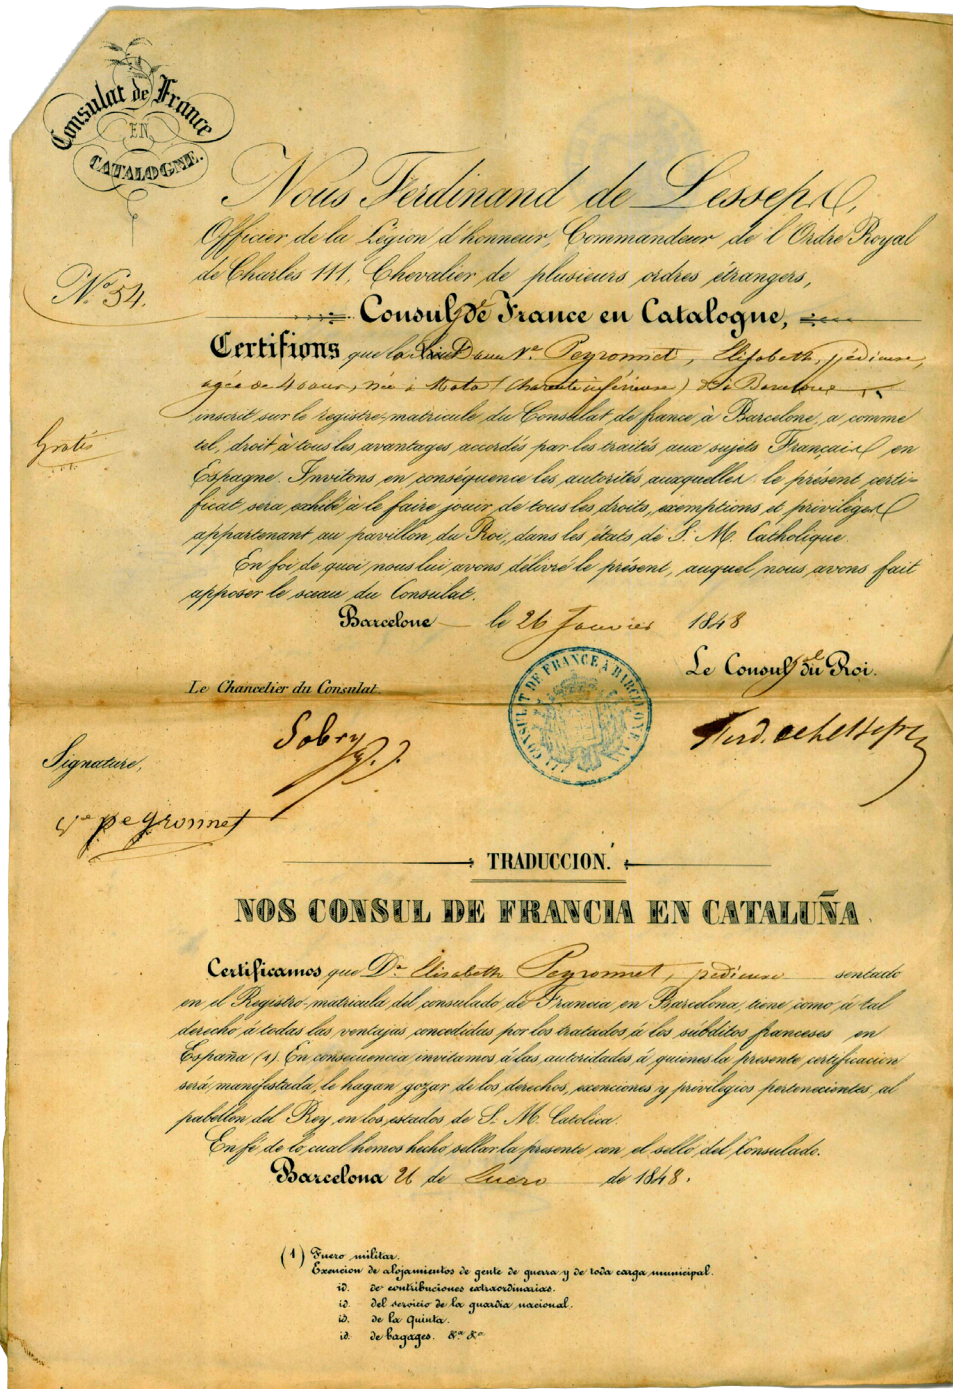 Consulat de France
EN
CATALOGNE.
Nous Ferdinand de Lesseps,
Officier de la Légion d'honneur, Commandeur de l'Ordre Royal
de Charles III, Chevalier de plusieurs ordres étrangers,
N.º 54.
Consul de France en Catalogne,
Certifions que la Dame Vᵉ Peyronnet, Elisabeth,
agée de 40 ans, née à (Charente inférieure) à Barcelone
inscrit sur le registre-matricule du Consulat de france à Barcelone, a comme
Gratis
tel, droit à tous les avantages accordés par les traités aux sujets Français en
Espagne. Invitons en conséquence les autorités auxquelles le présent certi-
ficat sera exhibé à le faire jouir de tous les droits, exemptions et privilèges
appartenant au pavillon du Roi, dans les états de S. M. Catholique.
En foi de quoi, nous lui avons délivré le présent, auquel nous avons fait
apposer le sceau du Consulat.
Barcelone le 26 Janvier 1848
Le Consul gᵃˡ du Roi.
Le Chancelier du Consulat.
CONSULAT DE FRANCE À BARCELONE
Sobry
Ferd. de Lesseps
Signature,
Vᵉ peyronnet
TRADUCCION.
NOS CONSUL DE FRANCIA EN CATALUÑA.
Certificamos que Dª Elisabeth Peyronnet, sentado
en el Registro-matricula del consulado de Francia en Barcelona, tiene como á tal
derecho á todas las ventajas concedidas por los tratados á los súbditos franceses en
España (1). En consecuencia invitamos á las autoridades á quienes la presente certificacion
será manifestada, le hagan gozar de los derechos, exenciones y privilegios pertenecientes al
pabellon del Rey, en los estados de S. M. Catolica.
En fé de lo cual hemos hecho sellar la presente con el sello del Consulado.
Barcelona 26 de Enero de 1848.
(1) Fuero militar.
Exencion de alojamientos de gente de guerra y de toda carga municipal.
id. de contribuciones extraordinarias.
id. del servicio de la guardia nacional.
id. de la Quinta.
id. de bagages. &ª &ª